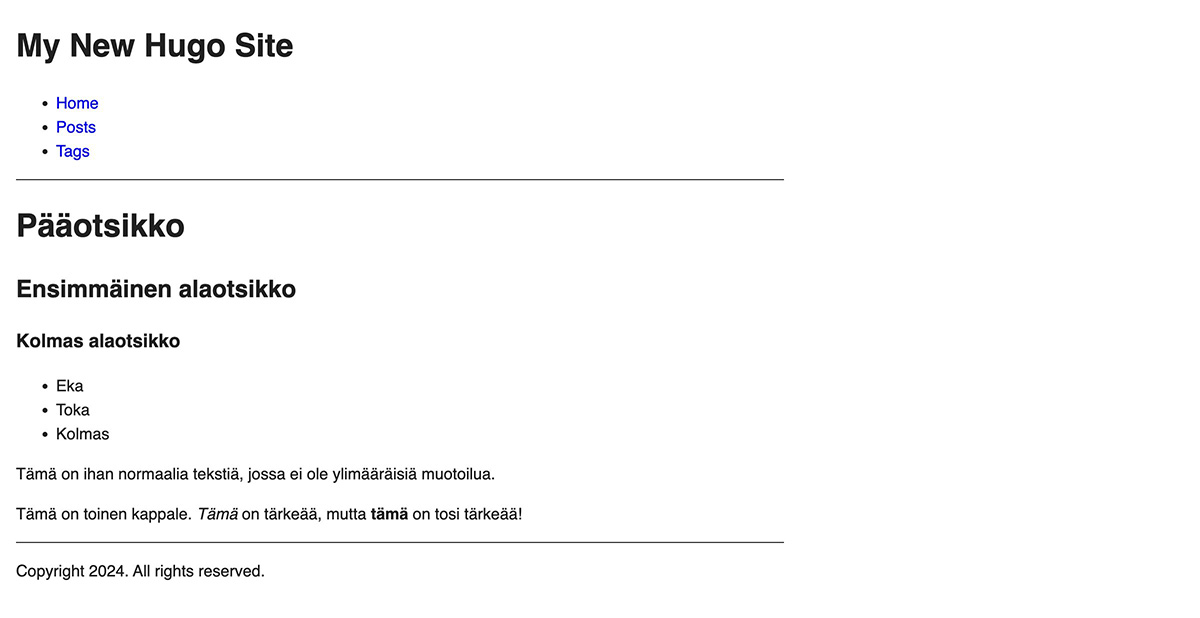 My New Hugo Site
Home
Posts
Tags
Pääotsikko
Ensimmäinen alaotsikko
Kolmas alaotsikko
Eka
Toka
Kolmas
Tämä on ihan normaalia tekstiä, jossa ei ole ylimääräisiä muotoilua.
Tämä on toinen kappale. Tämä on tärkeää, mutta tämä on tosi tärkeää!
Copyright 2024. All rights reserved.